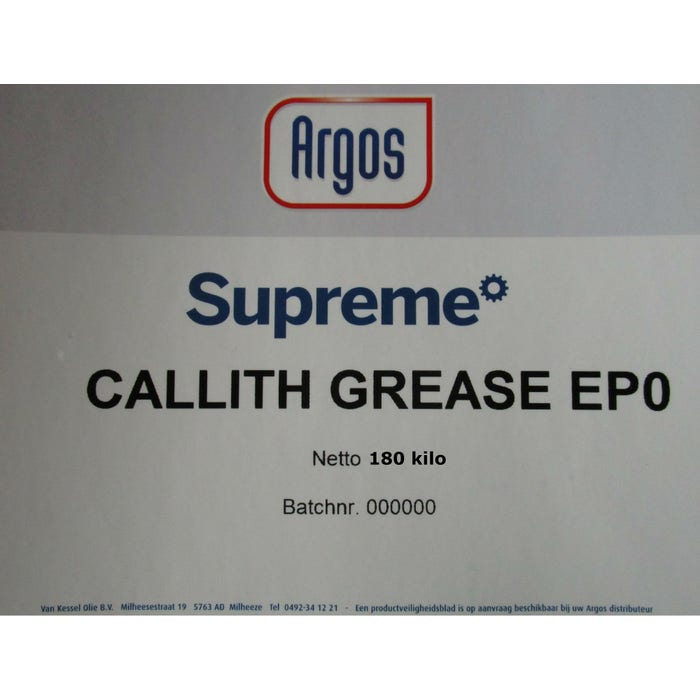 Argos
Supreme
CALLITH GREASE EP0
Netto 180 kilo
Batchnr. 000000
Van Kessel Olie B.V. Milheesestraat 19 5763 AD Milheeze Tel 0492-34 12 21 - Een productveiligheidsblad is op aanvraag beschikbaar bij uw Argos distributeur